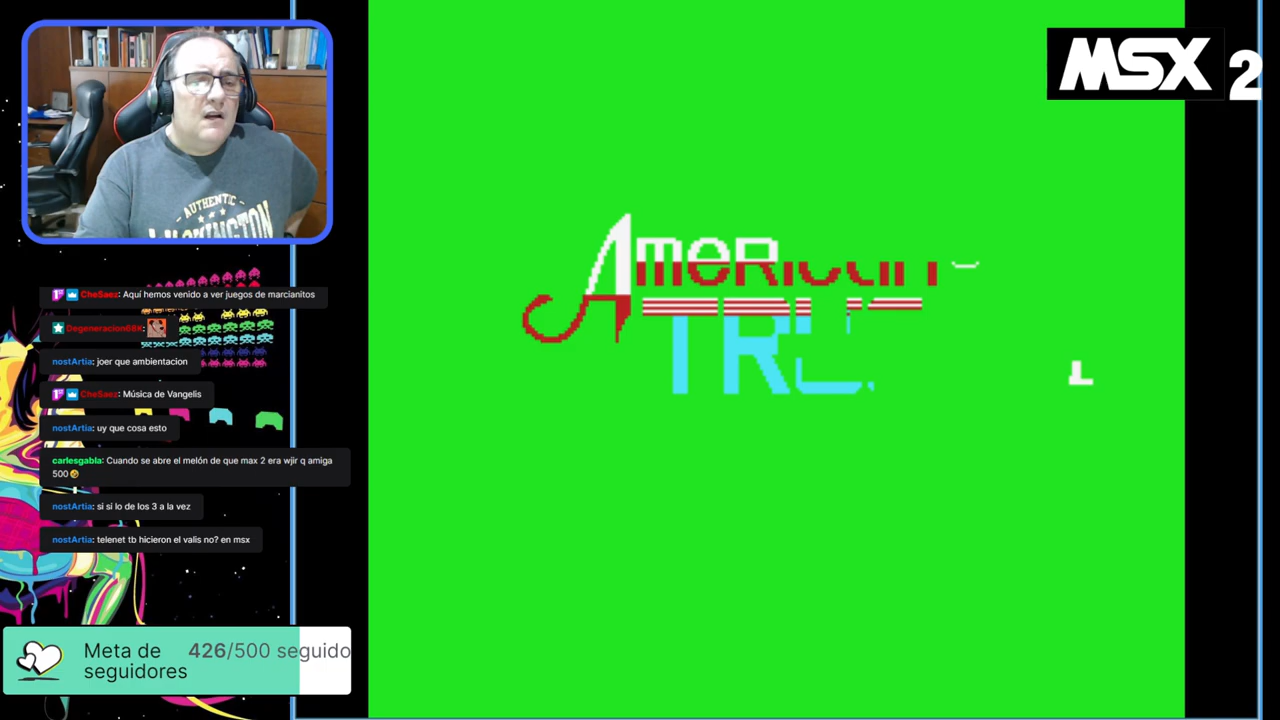 MSX 2
AUTHENTIC
AMERICAN
TRU
CheSaez: Aquí hemos venido a ver juegos de marcianitos
Degeneracion68K:
nostArtia: joer que ambientacion
CheSaez: Música de Vangelis
nostArtia: uy que cosa esto
carlesgabla: Cuando se abre el melón de que max 2 era wjir q amiga
500
nostArtia: si si lo de los 3 a la vez
nostArtia: telenet tb hicieron el valis no? en msx
Meta de
seguidores
426/500 seguido